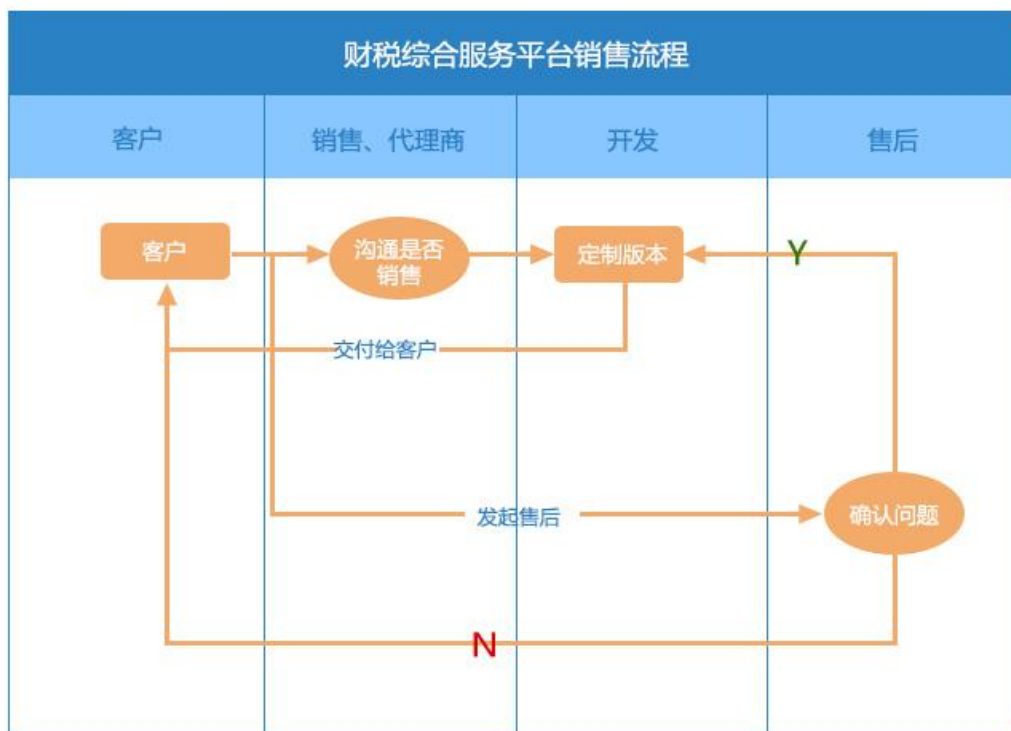 财税综合服务平台销售流程
客户
销售、代理商
开发
售后
客户
沟通是否
销售
定制版本
Y
交付给客户
发起售后
确认问题
N